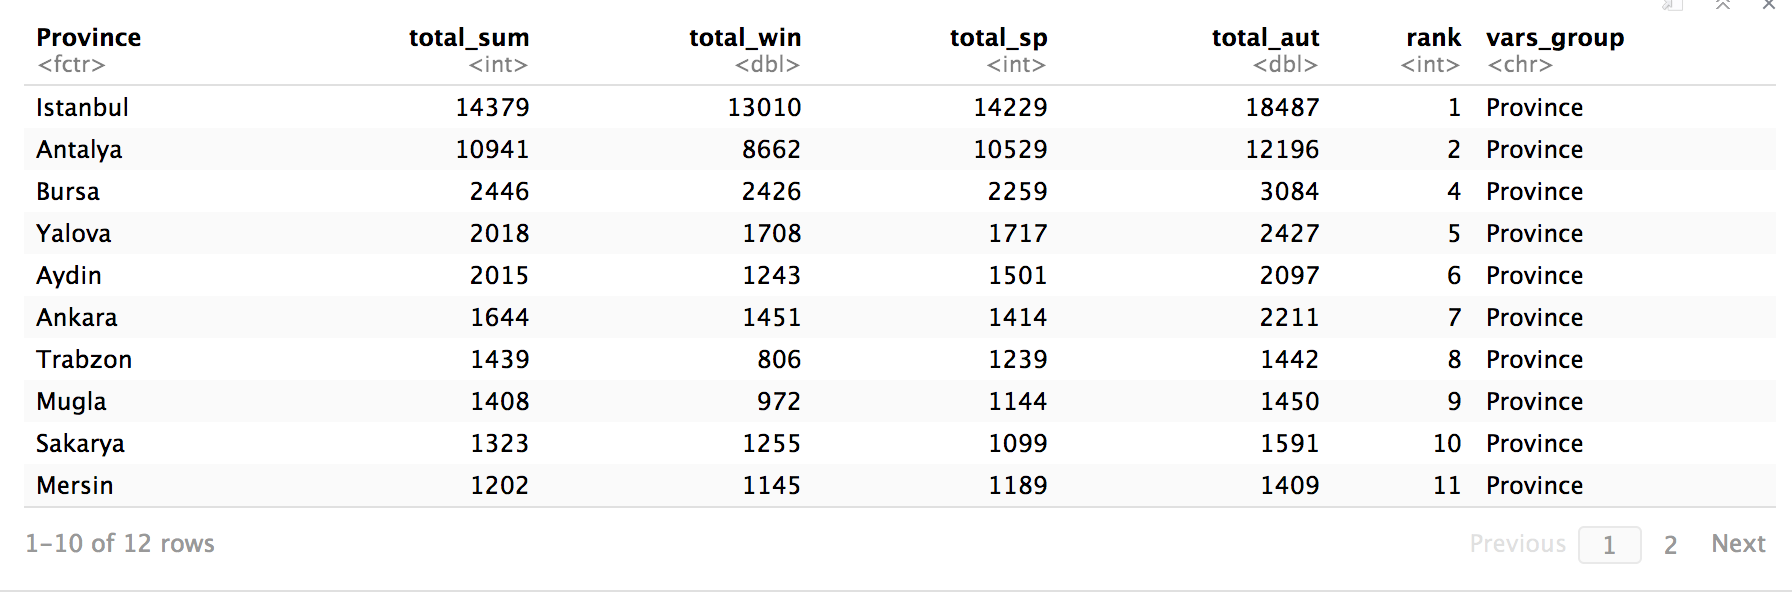 Province total_sum total_win total_sp total_aut rank vars_group
<fctr> <int> <dbl> <int> <dbl> <int> <chr>
Istanbul 14379 13010 14229 18487 1 Province
Antalya 10941 8662 10529 12196 2 Province
Bursa 2446 2426 2259 3084 4 Province
Yalova 2018 1708 1717 2427 5 Province
Aydin 2015 1243 1501 2097 6 Province
Ankara 1644 1451 1414 2211 7 Province
Trabzon 1439 806 1239 1442 8 Province
Mugla 1408 972 1144 1450 9 Province
Sakarya 1323 1255 1099 1591 10 Province
Mersin 1202 1145 1189 1409 11 Province
1-10 of 12 rows Previous 1 2 Next